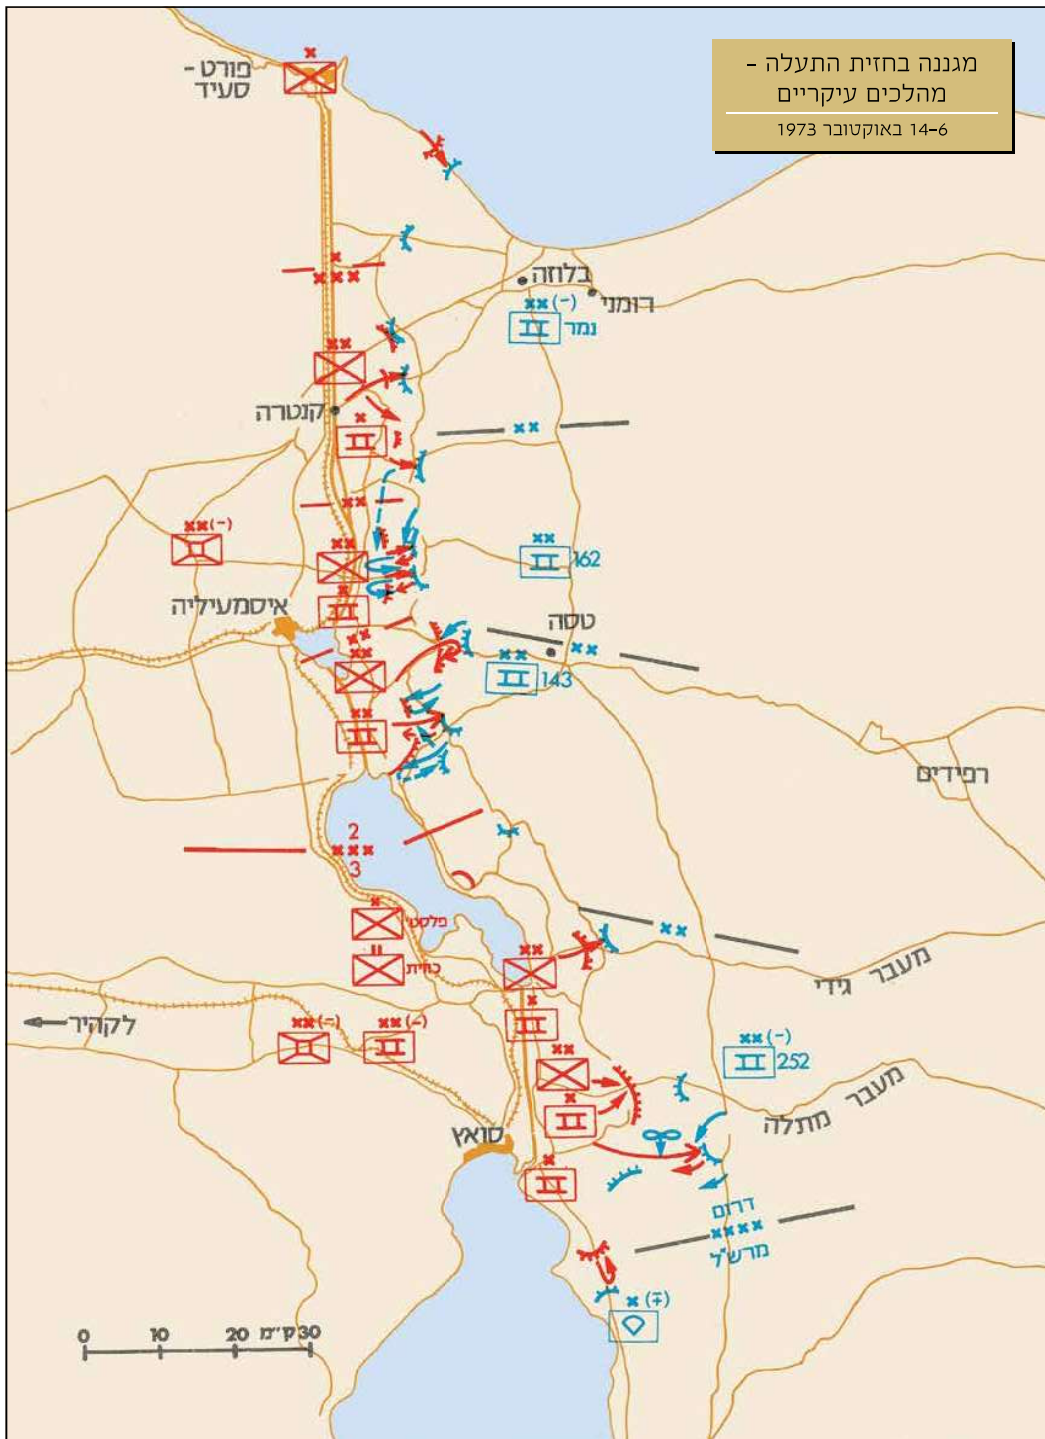 מגננה בחזית התעלה –
מהלכים עיקריים
14–6 באוקטובר 1973
פורט -
סעיד
בלוזה
רומני
(-)
נמר
קנטרה
(-)
162
איסמעיליה
טסה
143
רפידים
2
3
פלסט'
כווית
מעבר גידי
לקהיר
(-)
(-)
(-)
252
מעבר מתלה
סואץ
דרום
מרש"ל
(∓)
0 10 20 30 ק"מ